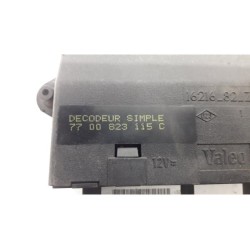 DECODEUR SIMPLE
77 00 823 115 C
12V=
Valeo